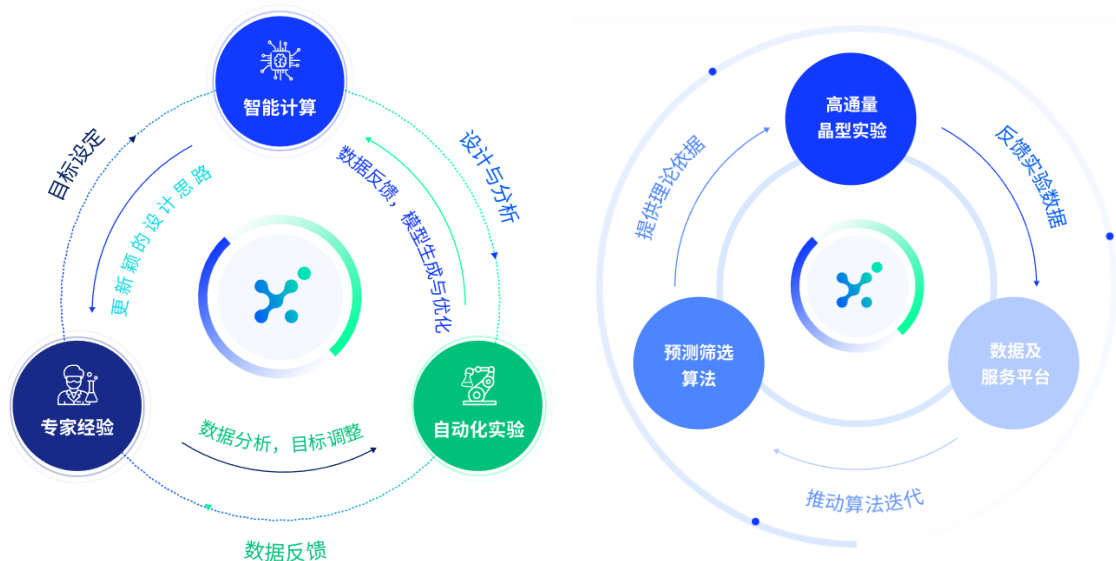 智能计算
目标设定
更新颖的设计思路
数据反馈，模型生成与优化
设计与分析
专家经验
自动化实验
数据分析，目标调整
数据反馈
高通量
晶型实验
提供理论依据
反馈实验数据
预测筛选
算法
数据及
服务平台
推动算法迭代